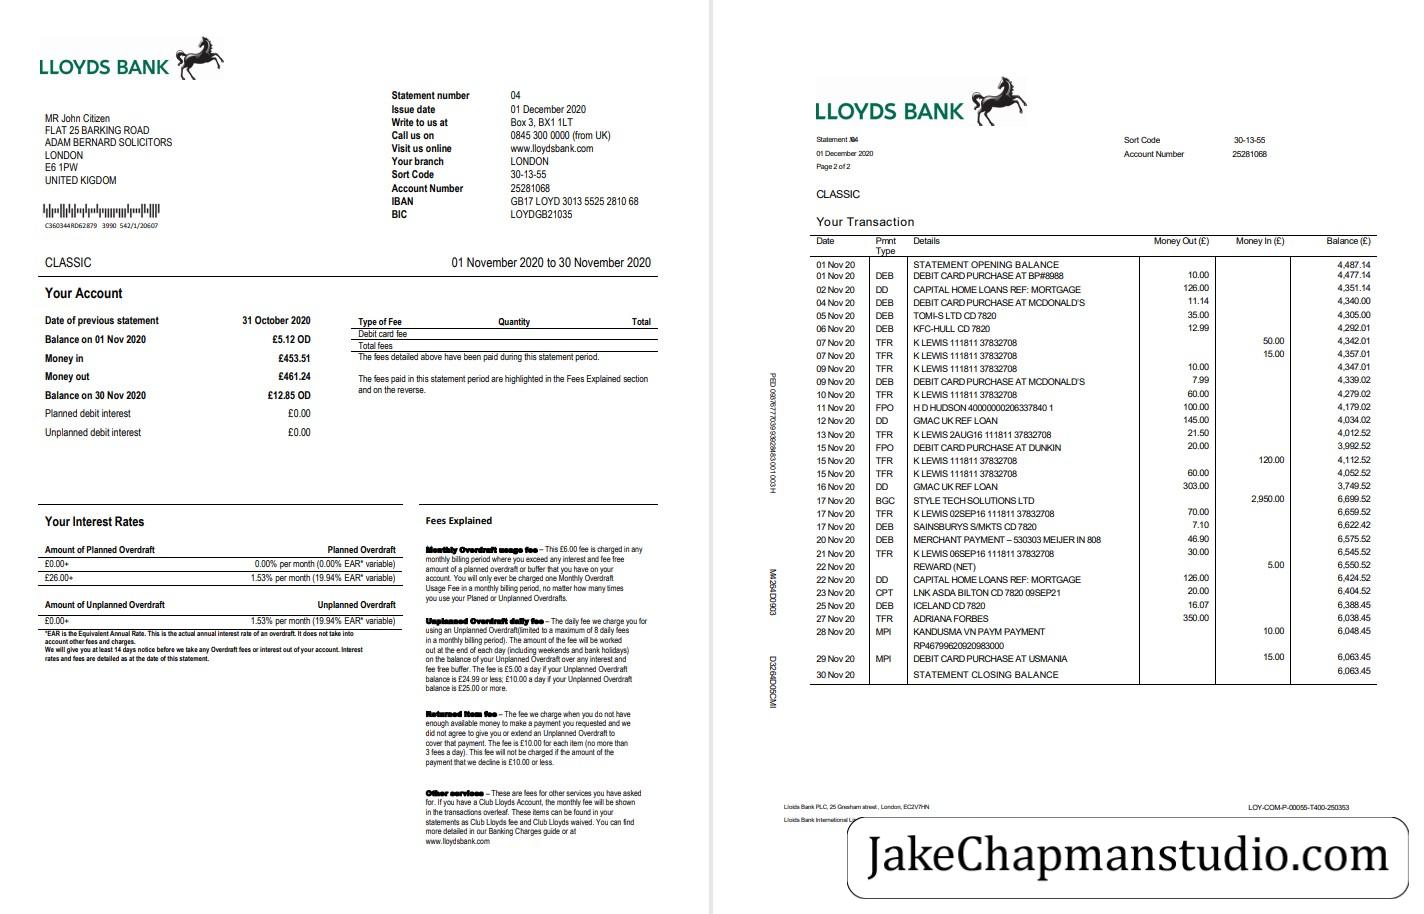 LLOYDS BANK
MR John Citizen
FLAT 25 BARKING ROAD
ADAM BERNARD SOLICITORS
LONDON
E6 1PW
UNITED KIGDOM
C360344RD62879 3990 542/1/20607
Statement number 04
Issue date 01 December 2020
Write to us at Box 3, BX1 1LT
Call us on 0845 300 0000 (from UK)
Visit us online www.lloydsbank.com
Your branch LONDON
Sort Code 30-13-55
Account Number 25281068
IBAN GB17 LOYD 3013 5525 2810 68
BIC LOYDGB21035
CLASSIC 01 November 2020 to 30 November 2020
Your Account
Date of previous statement 31 October 2020
Balance on 01 Nov 2020 £5.12 OD
Money in £453.51
Money out £461.24
Balance on 30 Nov 2020 £12.85 OD
Planned debit interest £0.00
Unplanned debit interest £0.00
Type of Fee Quantity Total
Debit card fee
Total fees
The fees detailed above have been paid during this statement period.
The fees paid in this statement period are highlighted in the Fees Explained section
and on the reverse.
Your Interest Rates
Amount of Planned Overdraft Planned Overdraft
£0.00+ 0.00% per month (0.00% EAR* variable)
£26.00+ 1.53% per month (19.94% EAR* variable)
Amount of Unplanned Overdraft Unplanned Overdraft
£0.00+ 1.53% per month (19.94% EAR* variable)
*EAR is the Equivalent Annual Rate. This is the actual annual interest rate of an overdraft. It does not take into
account other fees and charges.
We will give you at least 14 days notice before we take any Overdraft fees or interest out of your account. Interest
rates and fees are detailed as at the date of this statement.
Fees Explained
Monthly Overdraft usage fee – This £6.00 fee is charged in any
monthly billing period where you exceed any interest and fee free
amount of a planned overdraft or buffer that you have on your
account. You will only ever be charged one Monthly Overdraft
Usage Fee in a monthly billing period, no matter how many times
you use your Planed or Unplanned Overdrafts.
Unplanned Overdraft daily fee – The daily fee we charge you for
using an Unplanned Overdraft(limited to a maximum of 8 daily fees
in a monthly billing period). The amount of the fee will be worked
out at the end of each day (including weekends and bank holidays)
on the balance of your Unplanned Overdraft over any interest and
fee free buffer. The fee is £5.00 a day if your Unplanned Overdraft
balance is £24.99 or less; £10.00 a day if your Unplanned Overdraft
balance is £25.00 or more.
Returned Item fee – The fee we charge when you do not have
enough available money to make a payment you requested and we
did not agree to give you or extend an Unplanned Overdraft to
cover that payment. The fee is £10.00 for each item (no more than
3 fees a day). This fee will not be charged if the amount of the
payment that we decline is £10.00 or less.
Other services – These are fees for other services you have asked
for. If you have a Club Lloyds Account, the monthly fee will be shown
in the transactions overleaf. These items can be found in your
statements as Club Lloyds fee and Club Lloyds waived. You can find
more detailed in our Banking Charges guide or at
www.lloydsbank.com
LLOYDS BANK
Statement 04
01 December 2020
Page 2 of 2
Sort Code 30-13-55
Account Number 25281068
CLASSIC
Your Transaction
Date Pmnt Type Details Money Out (£) Money In (£) Balance (£)
01 Nov 20 STATEMENT OPENING BALANCE 4,487.14
01 Nov 20 DEB DEBIT CARD PURCHASE AT BP#8988 10.00 4,477.14
02 Nov 20 DD CAPITAL HOME LOANS REF: MORTGAGE 126.00 4,351.14
04 Nov 20 DEB DEBIT CARD PURCHASE AT MCDONALD'S 11.14 4,340.00
05 Nov 20 DEB TOMI-S LTD CD 7820 35.00 4,305.00
06 Nov 20 DEB KFC-HULL CD 7820 12.99 4,292.01
07 Nov 20 TFR K LEWIS 111811 37832708 50.00 4,342.01
07 Nov 20 TFR K LEWIS 111811 37832708 15.00 4,357.01
09 Nov 20 TFR K LEWIS 111811 37832708 10.00 4,347.01
09 Nov 20 DEB DEBIT CARD PURCHASE AT MCDONALD'S 7.99 4,339.02
10 Nov 20 TFR K LEWIS 111811 37832708 60.00 4,279.02
11 Nov 20 FPO H D HUDSON 40000000206337840 1 100.00 4,179.02
12 Nov 20 DD GMAC UK REF LOAN 145.00 4,034.02
13 Nov 20 TFR K LEWIS 2AUG16 111811 37832708 21.50 4,012.52
15 Nov 20 FPO DEBIT CARD PURCHASE AT DUNKIN 20.00 3,992.52
15 Nov 20 TFR K LEWIS 111811 37832708 120.00 4,112.52
15 Nov 20 TFR K LEWIS 111811 37832708 60.00 4,052.52
16 Nov 20 DD GMAC UK REF LOAN 303.00 3,749.52
17 Nov 20 BGC STYLE TECH SOLUTIONS LTD 2,950.00 6,699.52
17 Nov 20 TFR K LEWIS 02SEP16 111811 37832708 70.00 6,659.52
17 Nov 20 DEB SAINSBURYS S/MKTS CD 7820 7.10 6,622.42
20 Nov 20 DEB MERCHANT PAYMENT – 530303 MEIJER IN 808 46.90 6,575.52
21 Nov 20 TFR K LEWIS 06SEP16 111811 37832708 30.00 6,545.52
22 Nov 20 REWARD (NET) 5.00 6,550.52
22 Nov 20 DD CAPITAL HOME LOANS REF: MORTGAGE 126.00 6,424.52
23 Nov 20 CPT LNK ASDA BILTON CD 7820 09SEP21 20.00 6,404.52
25 Nov 20 DEB ICELAND CD 7820 16.07 6,388.45
27 Nov 20 TFR ADRIANA FORBES 350.00 6,038.45
28 Nov 20 MPI KANDUSMA VN PAYM PAYMENT 10.00 6,048.45
RP46799620920983000
29 Nov 20 MPI DEBIT CARD PURCHASE AT USMANIA 15.00 6,063.45
30 Nov 20 STATEMENT CLOSING BALANCE 6,063.45
Lloids Bank PLC, 25 Gresham street , London, EC2V7HN
LOY-COM-P-00055-T400-250353
Lloids Bank International
JakeChapmanstudio.com